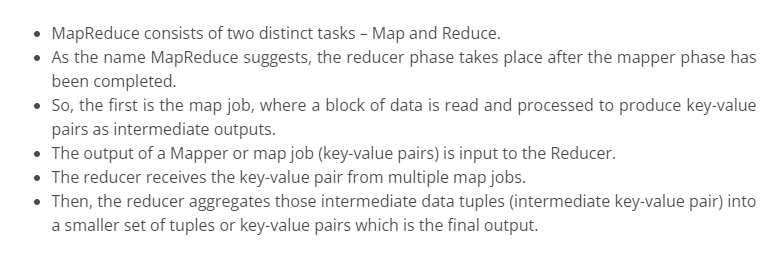 • MapReduce consists of two distinct tasks – Map and Reduce.
• As the name MapReduce suggests, the reducer phase takes place after the mapper phase has
been completed.
• So, the first is the map job, where a block of data is read and processed to produce key-value
pairs as intermediate outputs.
• The output of a Mapper or map job (key-value pairs) is input to the Reducer.
• The reducer receives the key-value pair from multiple map jobs.
• Then, the reducer aggregates those intermediate data tuples (intermediate key-value pair) into
a smaller set of tuples or key-value pairs which is the final output.